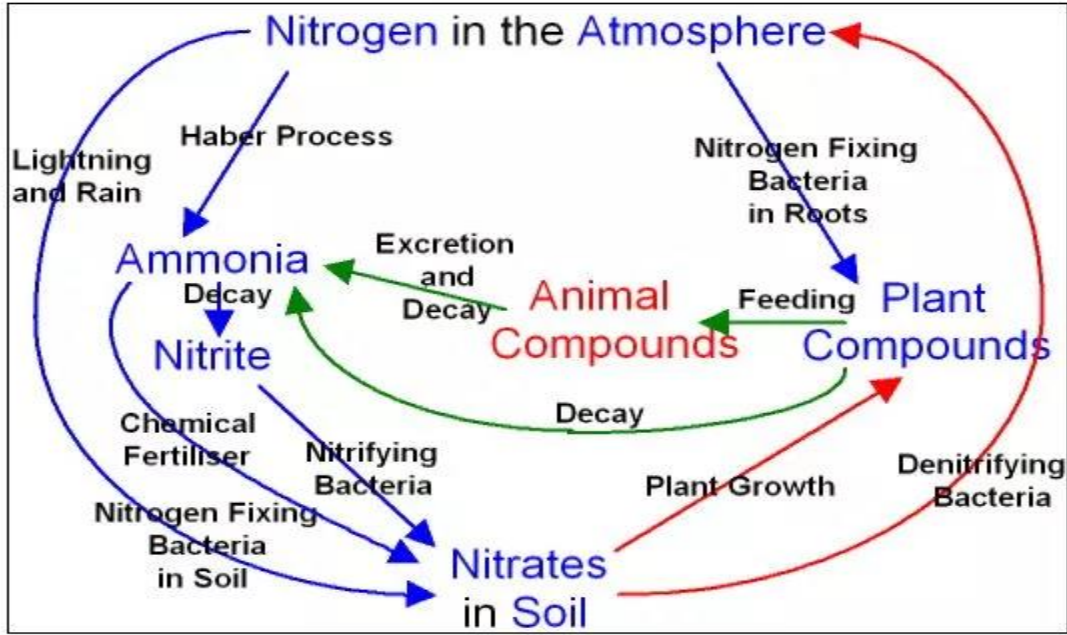 Nitrogen in the Atmosphere
Haber Process
Lightning
and Rain
Nitrogen Fixing
Bacteria
in Roots
Ammonia
Excretion
and
Decay
Animal
Compounds
Feeding
Plant
Compounds
Decay
Nitrite
Decay
Chemical
Fertiliser
Nitrifying
Bacteria
Plant Growth
Denitrifying
Bacteria
Nitrogen Fixing
Bacteria
in Soil
Nitrates
in Soil